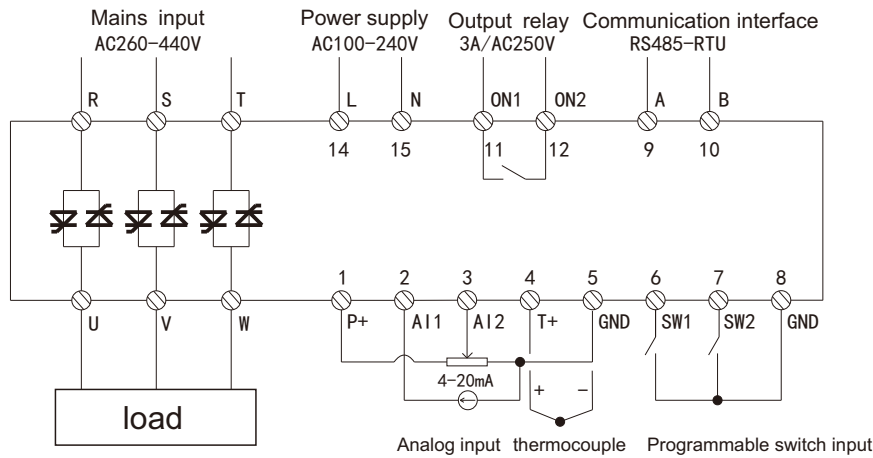 Mains input
AC260-440V
Power supply
AC100-240V
Output relay
3A/AC250V
Communication interface
RS485-RTU
R S T L N ON1 ON2 A B
14 15 11 12 9 10
1 2 3 4 5 6 7 8
U V W P+ AI1 AI2 T+ GND SW1 SW2 GND
4-20mA
+ −
load
Analog input thermocouple Programmable switch input